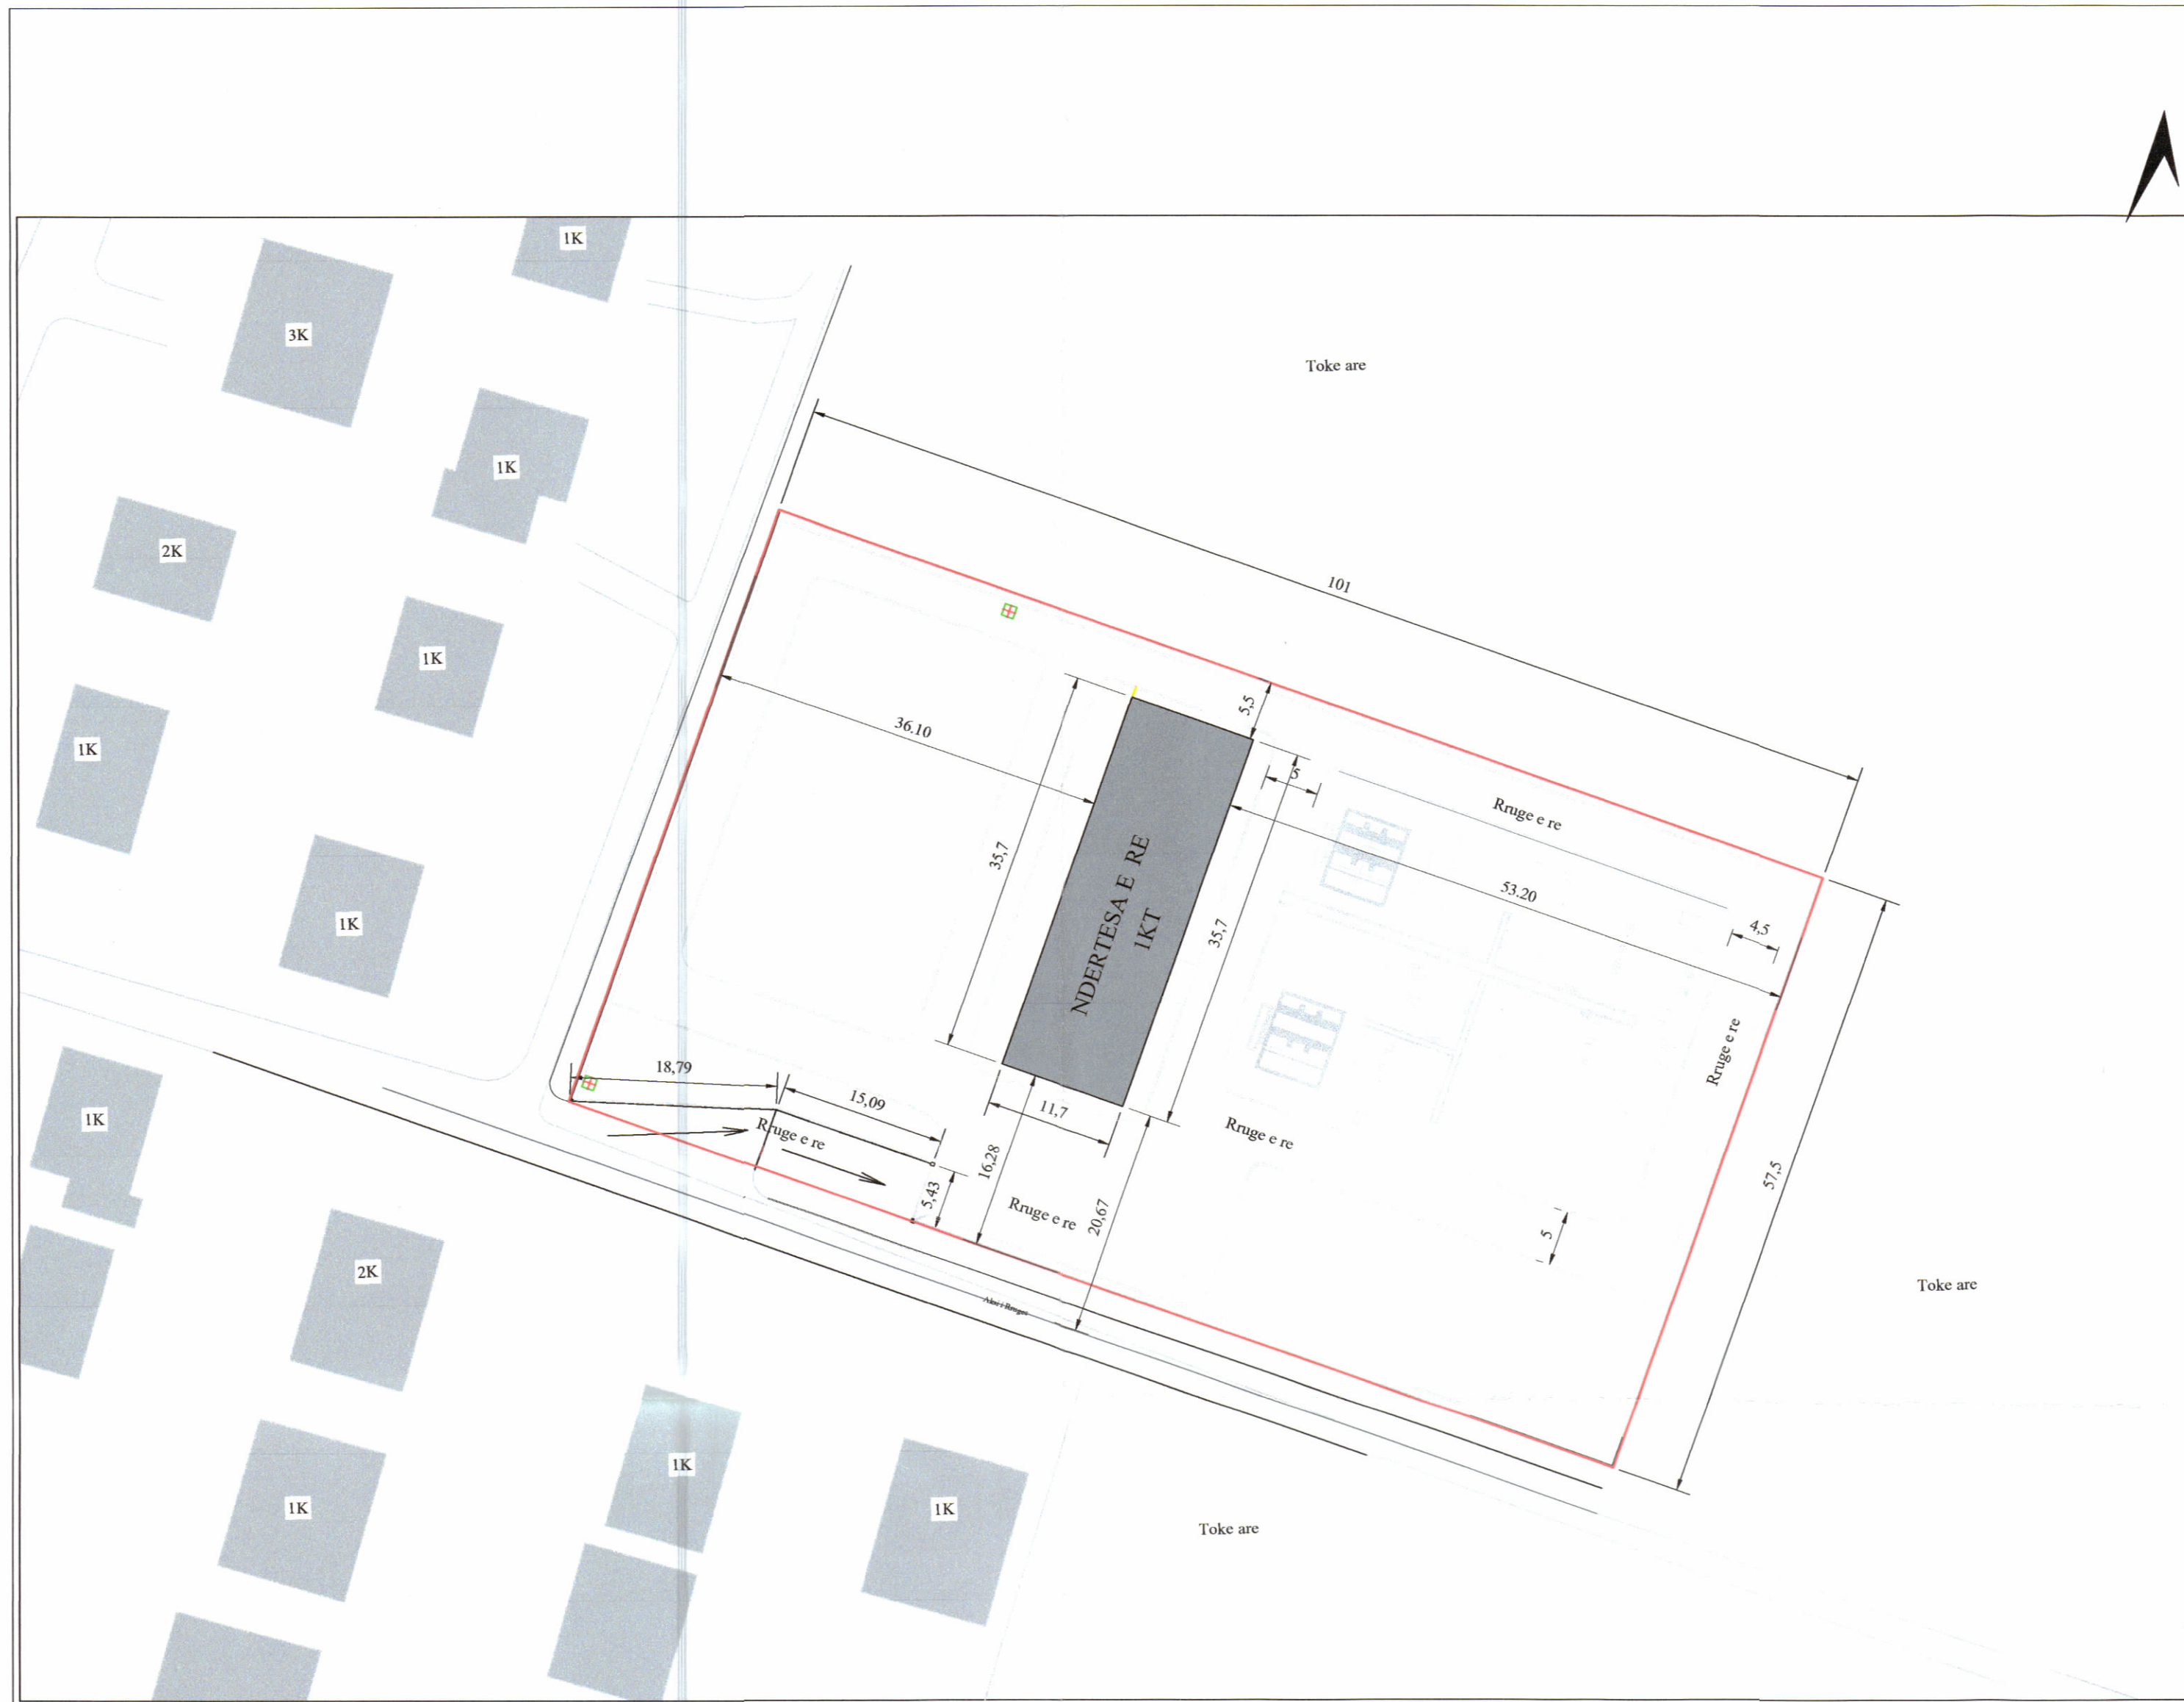 1K
3K
Toke are
1K
2K
101
1K
5,5
36.10
1K
5
Rruge e re
35,7
53.20
NDERTESA E RE
1KT
35,7
4,5
1K
Rruge e re
18,79
15,09
11,7
1K
Rruge e re
Rruge e re
16,28
57,5
5,43
Rruge e re
20,67
5
2K
Toke are
Aksi i Rruges
1K
1K
1K
Toke are